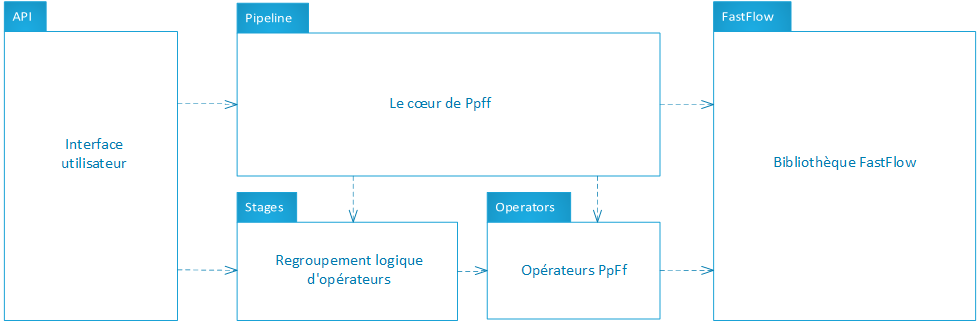 API
Interface
utilisateur
Pipeline
Le cœur de Ppff
Stages
Regroupement logique
d'opérateurs
Operators
Opérateurs PpFf
FastFlow
Bibliothèque FastFlow